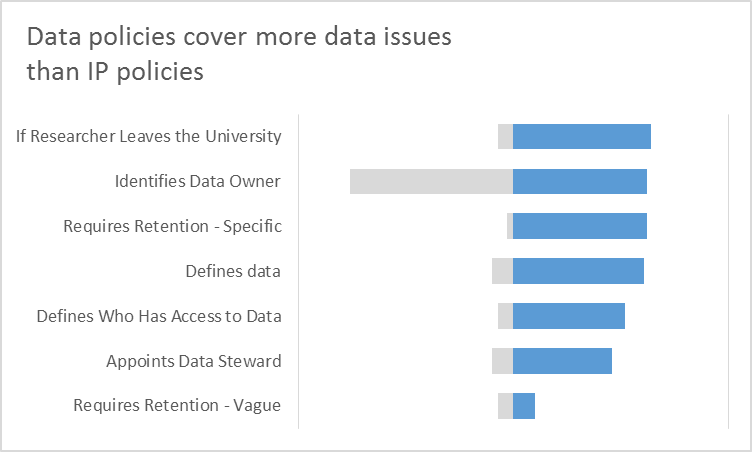 Data policies cover more data issues
than IP policies
If Researcher Leaves the University
Identifies Data Owner
Requires Retention - Specific
Defines data
Defines Who Has Access to Data
Appoints Data Steward
Requires Retention - Vague